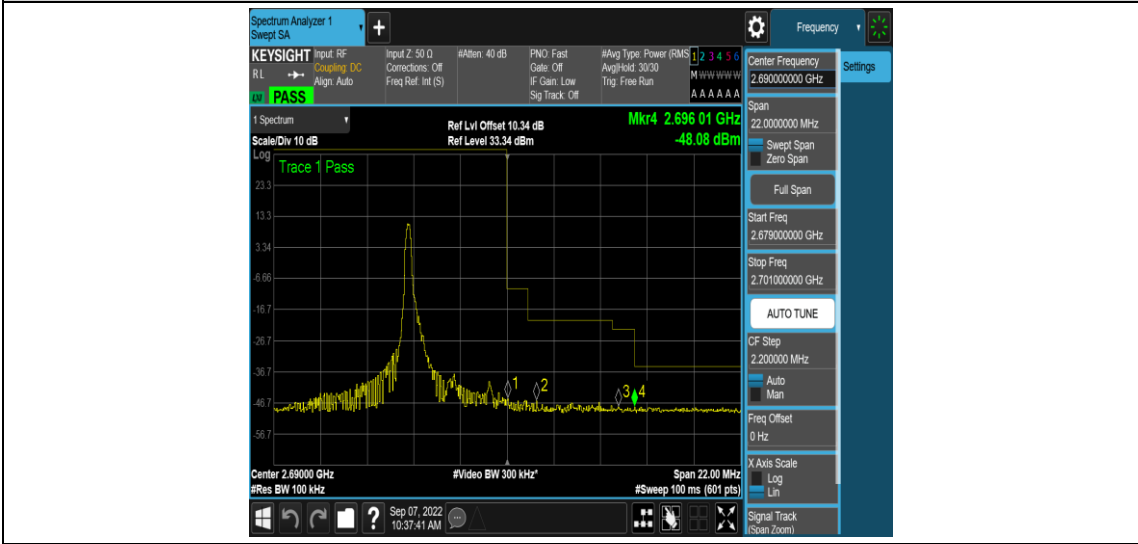 Spectrum Analyzer 1
Swept SA
+
Frequency
KEYSIGHT
RL
PASS
Input: RF
Coupling: DC
Align: Auto
Input Z: 50 Ω
Corrections: Off
Freq Ref: Int (S)
#Atten: 40 dB
PNO: Fast
Gate: Off
IF Gain: Low
Sig Track: Off
#Avg Type: Power (RMS
Avg|Hold: 30/30
Trig: Free Run
1 2 3 4 5 6
M W W W W W
A A A A A A
1 Spectrum
Scale/Div 10 dB
Ref Lvl Offset 10.34 dB
Ref Level 33.34 dBm
Mkr4 2.696 01 GHz
-48.08 dBm
Log
Trace 1 Pass
23.3
13.3
3.34
-6.66
-16.7
-26.7
-36.7
-46.7
-56.7
1
2
3
4
Center 2.69000 GHz
#Res BW 100 kHz
#Video BW 300 kHz*
Span 22.00 MHz
#Sweep 100 ms (601 pts)
Center Frequency
2.690000000 GHz
Settings
Span
22.0000000 MHz
Swept Span
Zero Span
Full Span
Start Freq
2.679000000 GHz
Stop Freq
2.701000000 GHz
AUTO TUNE
CF Step
2.200000 MHz
Auto
Man
Freq Offset
0 Hz
X Axis Scale
Log
Lin
Signal Track
(Span Zoom)
?
Sep 07, 2022
10:37:41 AM